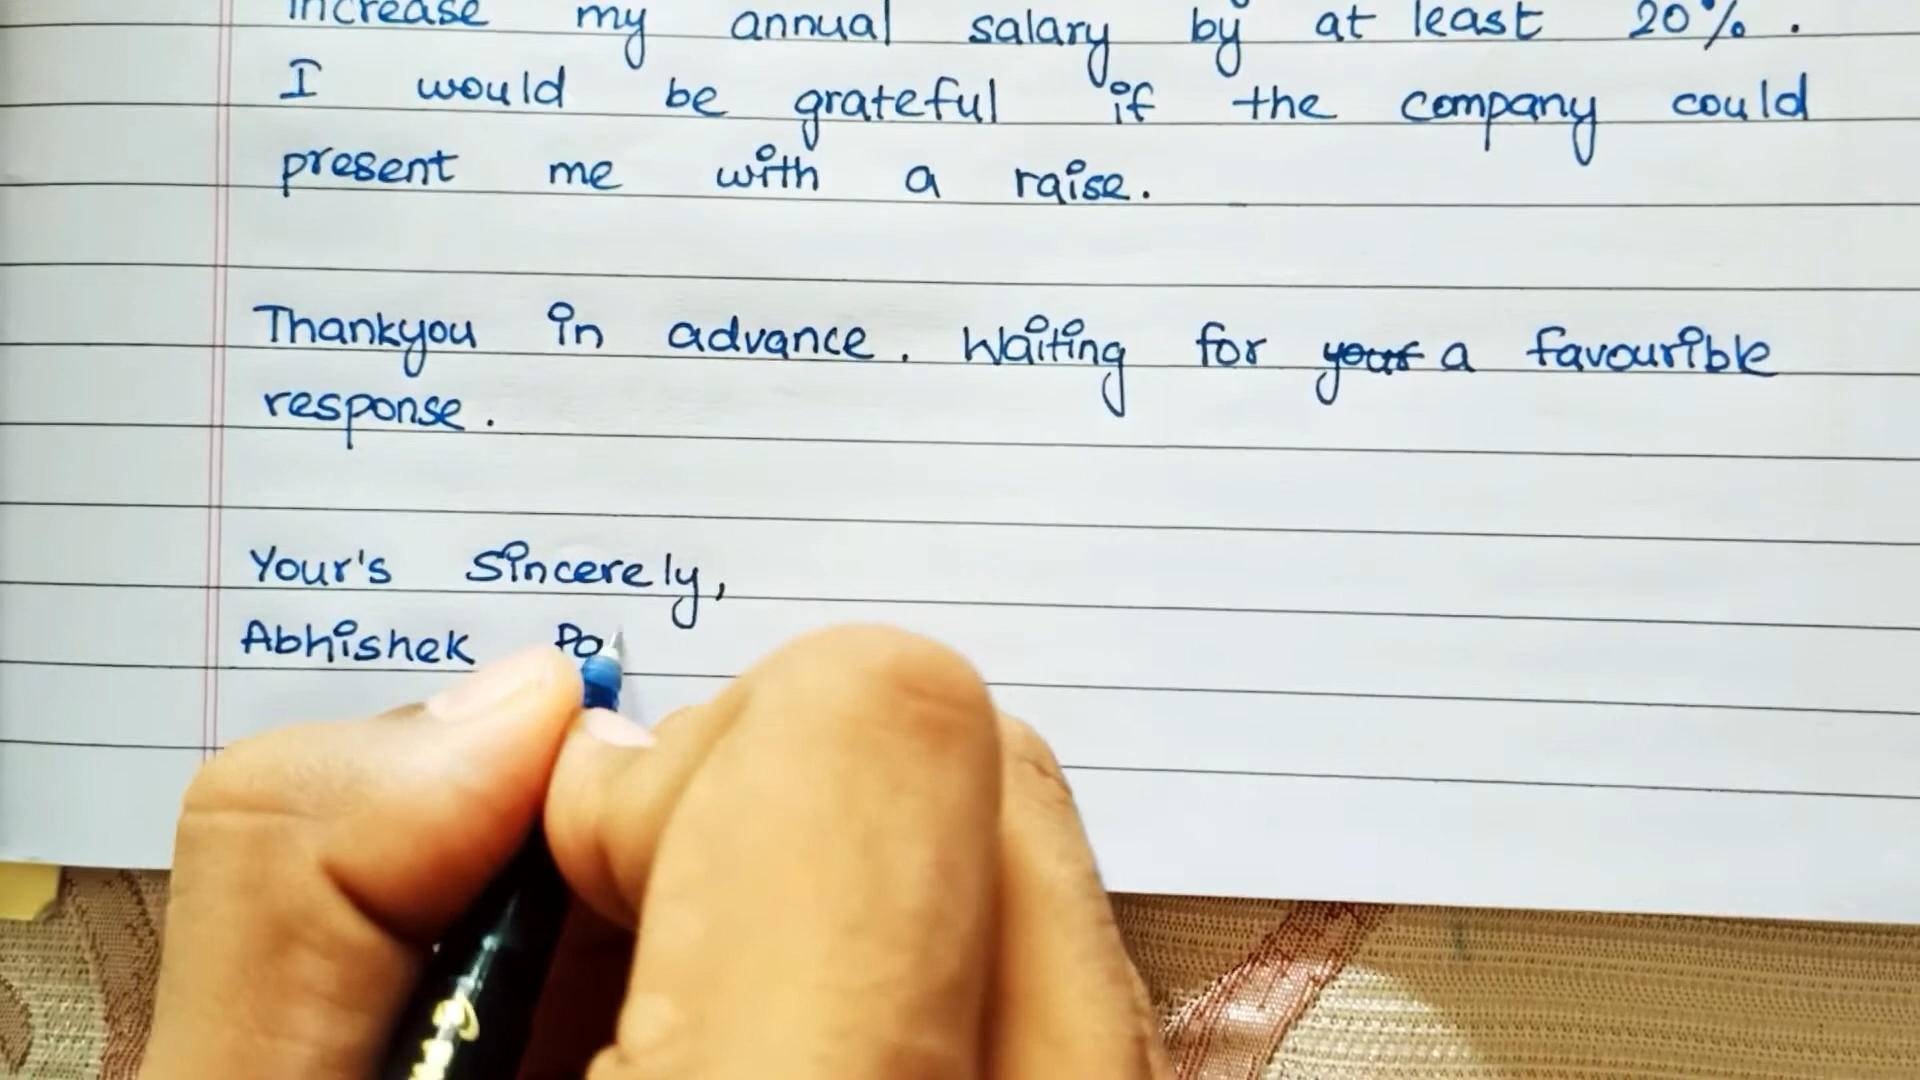 increase my annual salary by at least 20%.
I would be grateful if the company could
present me with a raise.
Thankyou in advance. Waiting for your a favourible
response.
Your's Sincerely,
Abhishek Po